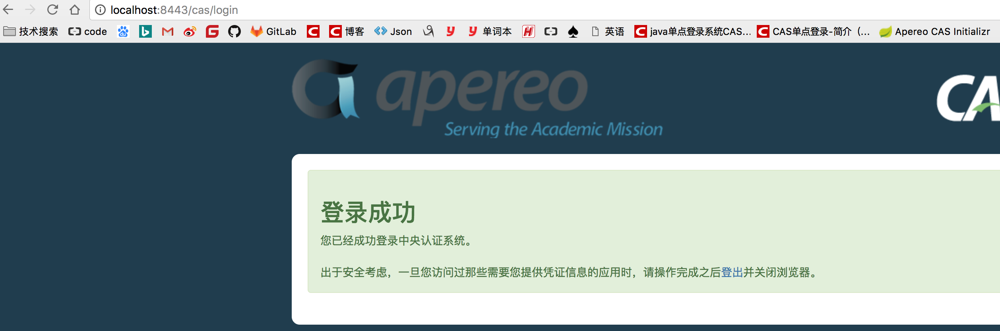 localhost:8443/cas/login
技术搜索 code GitLab 博客 Json 单词本 英语 java单点登录系统CAS... CAS单点登录-简介（... Apereo CAS Initializr
apereo
Serving the Academic Mission
CA
登录成功
您已经成功登录中央认证系统。
出于安全考虑，一旦您访问过那些需要您提供凭证信息的应用时，请操作完成之后登出并关闭浏览器。